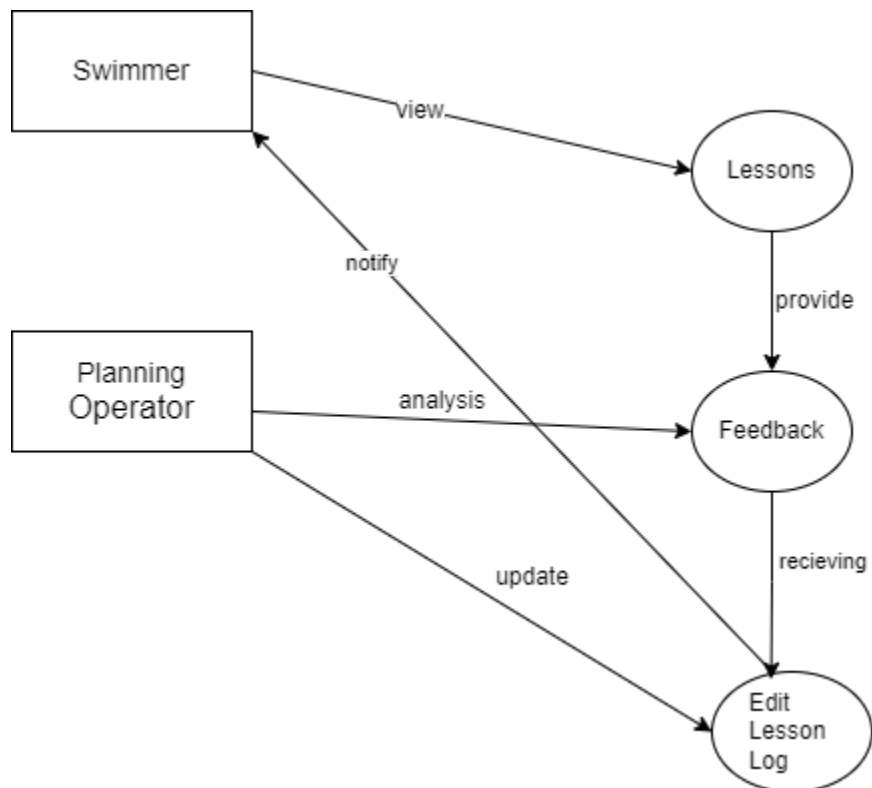 Swimmer
view
Lessons
notify
provide
Planning
Operator
analysis
Feedback
update
recieving
Edit
Lesson
Log